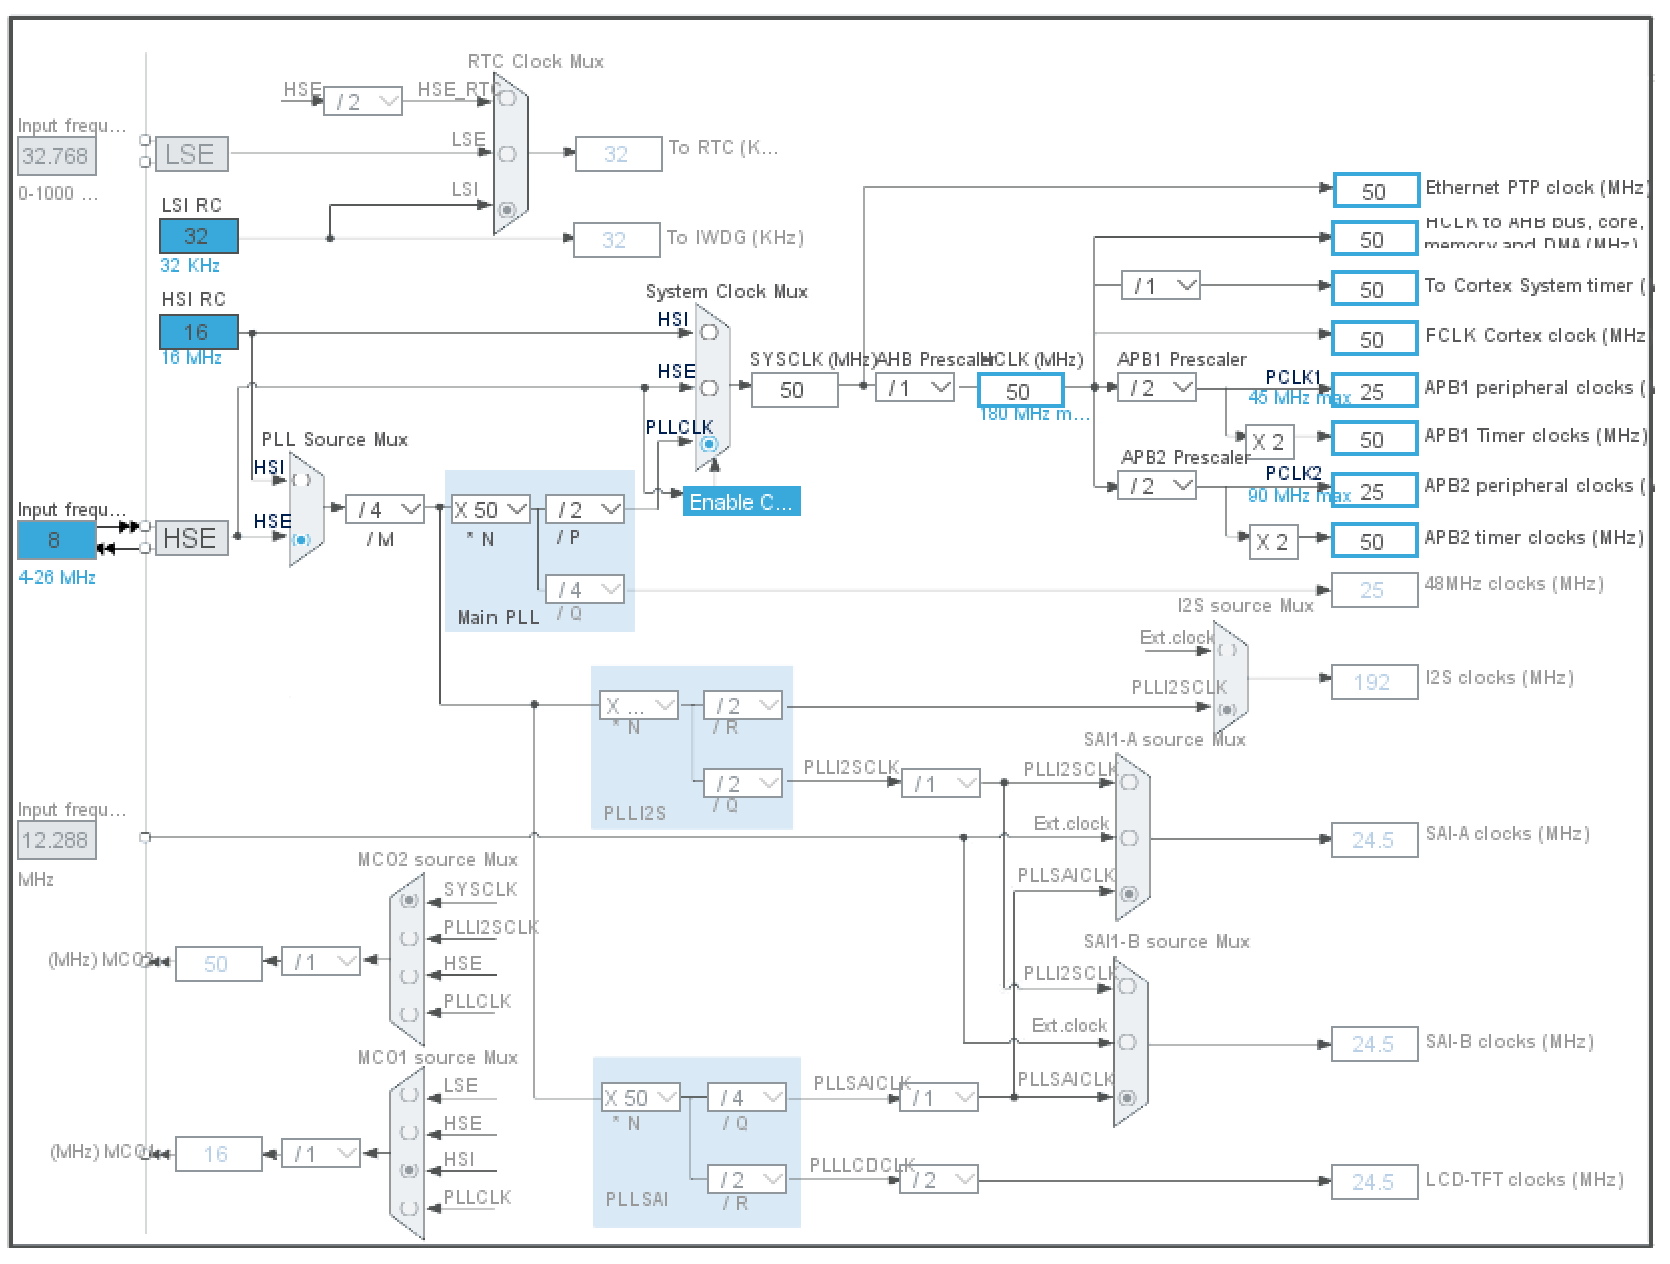 RTC Clock Mux
HSE
/ 2
HSE_RTC
Input frequ...
32.768
0-1000 ...
LSE
LSE
32
To RTC (K...
LSI
LSI RC
32
32 KHz
32
To IWDG (KHz)
50
Ethernet PTP clock (MHz)
50
HCLK to AHB bus, core,
memory and DMA (MHz)
/ 1
50
To Cortex System timer (
50
FCLK Cortex clock (MHz
HSI RC
16
16 MHz
System Clock Mux
HSI
HSE
PLLCLK
SYSCLK (MHz)
50
AHB Prescaler
/ 1
HCLK (MHz)
50
180 MHz m...
APB1 Prescaler
/ 2
PCLK1
45 MHz max
25
APB1 peripheral clocks (
X 2
50
APB1 Timer clocks (MHz)
APB2 Prescaler
/ 2
PCLK2
90 MHz max
25
APB2 peripheral clocks (
X 2
50
APB2 timer clocks (MHz)
PLL Source Mux
HSI
HSE
Input frequ...
8
4-26 MHz
HSE
/ 4
/ M
X 50
* N
/ 2
/ P
/ 4
/ Q
Main PLL
Enable C...
25
48MHz clocks (MHz)
I2S source Mux
Ext.clock
PLLI2SCLK
192
I2S clocks (MHz)
X ...
* N
/ 2
/ R
/ 2
/ Q
PLLI2S
PLLI2SCLK
/ 1
SAI1-A source Mux
PLLI2SCLK
Ext.clock
PLLSAICLK
24.5
SAI-A clocks (MHz)
Input frequ...
12.288
MHz
MCO2 source Mux
SYSCLK
PLLI2SCLK
HSE
PLLCLK
(MHz) MCO2
50
/ 1
SAI1-B source Mux
PLLI2SCLK
Ext.clock
PLLSAICLK
24.5
SAI-B clocks (MHz)
MCO1 source Mux
LSE
HSE
HSI
PLLCLK
(MHz) MCO1
16
/ 1
X 50
* N
/ 4
/ Q
/ 2
/ R
PLLSAI
PLLSAICLK
/ 1
PLLLCDCLK
/ 2
24.5
LCD-TFT clocks (MHz)